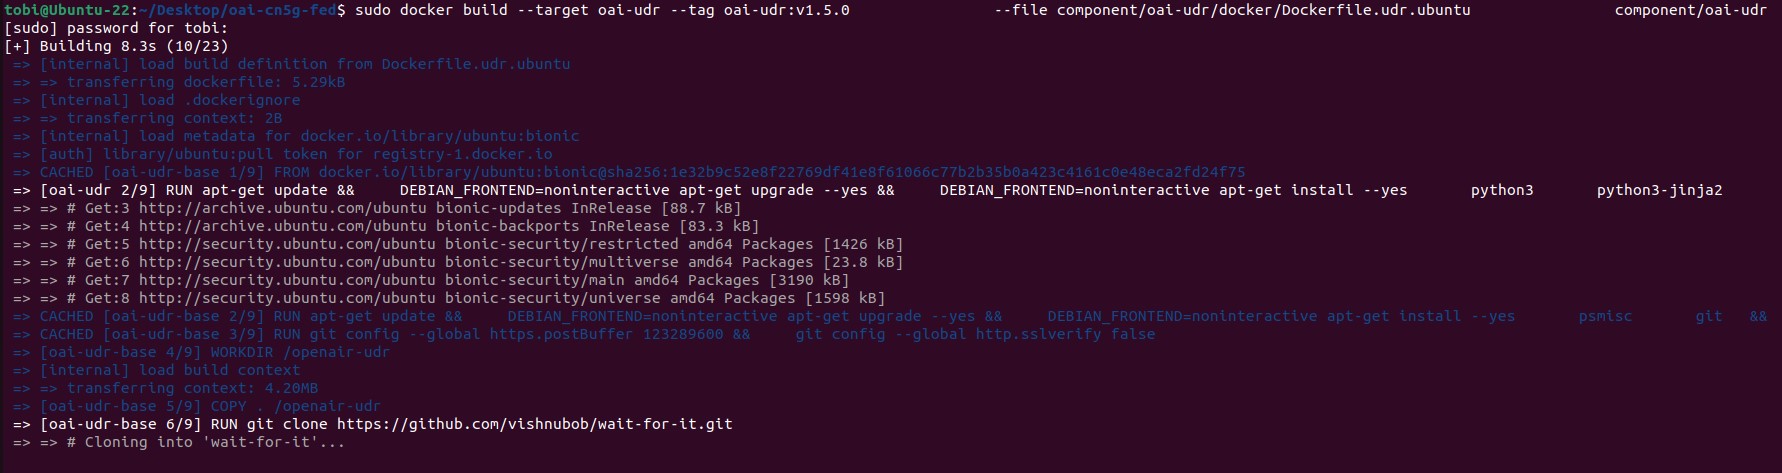 tobi@Ubuntu-22:~/Desktop/oai-cn5g-fed$ sudo docker build --target oai-udr --tag oai-udr:v1.5.0 --file component/oai-udr/docker/Dockerfile.udr.ubuntu component/oai-udr
[sudo] password for tobi:
[+] Building 8.3s (10/23)
=> [internal] load build definition from Dockerfile.udr.ubuntu
=> => transferring dockerfile: 5.29kB
=> [internal] load .dockerignore
=> => transferring context: 2B
=> [internal] load metadata for docker.io/library/ubuntu:bionic
=> [auth] library/ubuntu:pull token for registry-1.docker.io
=> CACHED [oai-udr-base 1/9] FROM docker.io/library/ubuntu:bionic@sha256:1e32b9c52e8f22769df41e8f61066c77b2b35b0a423c4161c0e48eca2fd24f75
=> [oai-udr 2/9] RUN apt-get update && DEBIAN_FRONTEND=noninteractive apt-get upgrade --yes && DEBIAN_FRONTEND=noninteractive apt-get install --yes python3 python3-jinja2
=> => # Get:3 http://archive.ubuntu.com/ubuntu bionic-updates InRelease [88.7 kB]
=> => # Get:4 http://archive.ubuntu.com/ubuntu bionic-backports InRelease [83.3 kB]
=> => # Get:5 http://security.ubuntu.com/ubuntu bionic-security/restricted amd64 Packages [1426 kB]
=> => # Get:6 http://security.ubuntu.com/ubuntu bionic-security/multiverse amd64 Packages [23.8 kB]
=> => # Get:7 http://security.ubuntu.com/ubuntu bionic-security/main amd64 Packages [3190 kB]
=> => # Get:8 http://security.ubuntu.com/ubuntu bionic-security/universe amd64 Packages [1598 kB]
=> CACHED [oai-udr-base 2/9] RUN apt-get update && DEBIAN_FRONTEND=noninteractive apt-get upgrade --yes && DEBIAN_FRONTEND=noninteractive apt-get install --yes psmisc git &&
=> CACHED [oai-udr-base 3/9] RUN git config --global https.postBuffer 123289600 && git config --global http.sslverify false
=> [oai-udr-base 4/9] WORKDIR /openair-udr
=> [internal] load build context
=> => transferring context: 4.20MB
=> [oai-udr-base 5/9] COPY . /openair-udr
=> [oai-udr-base 6/9] RUN git clone https://github.com/vishnubob/wait-for-it.git
=> => # Cloning into 'wait-for-it'...